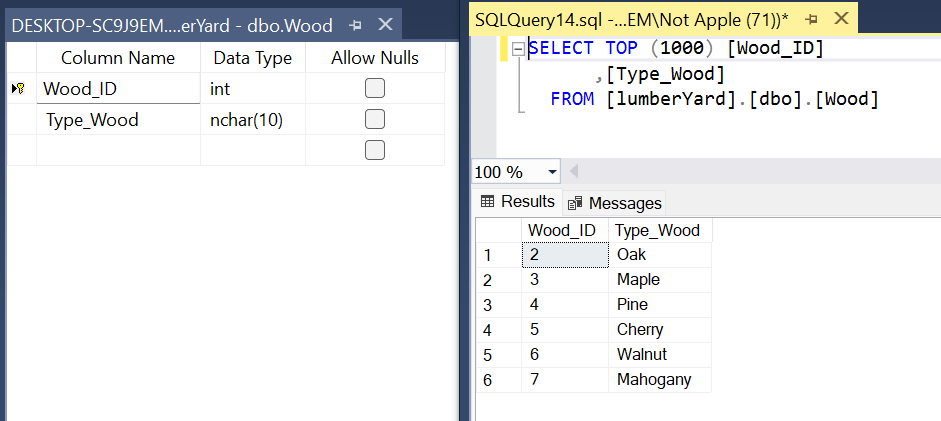 DESKTOP-SC9J9EM....erYard - dbo.Wood
Column Name Data Type Allow Nulls
Wood_ID int
Type_Wood nchar(10)
SQLQuery14.sql -...EM\Not Apple (71))*
SELECT TOP (1000) [Wood_ID]
,[Type_Wood]
FROM [lumberYard].[dbo].[Wood]
100 %
Results Messages
Wood_ID Type_Wood
1 2 Oak
2 3 Maple
3 4 Pine
4 5 Cherry
5 6 Walnut
6 7 Mahogany